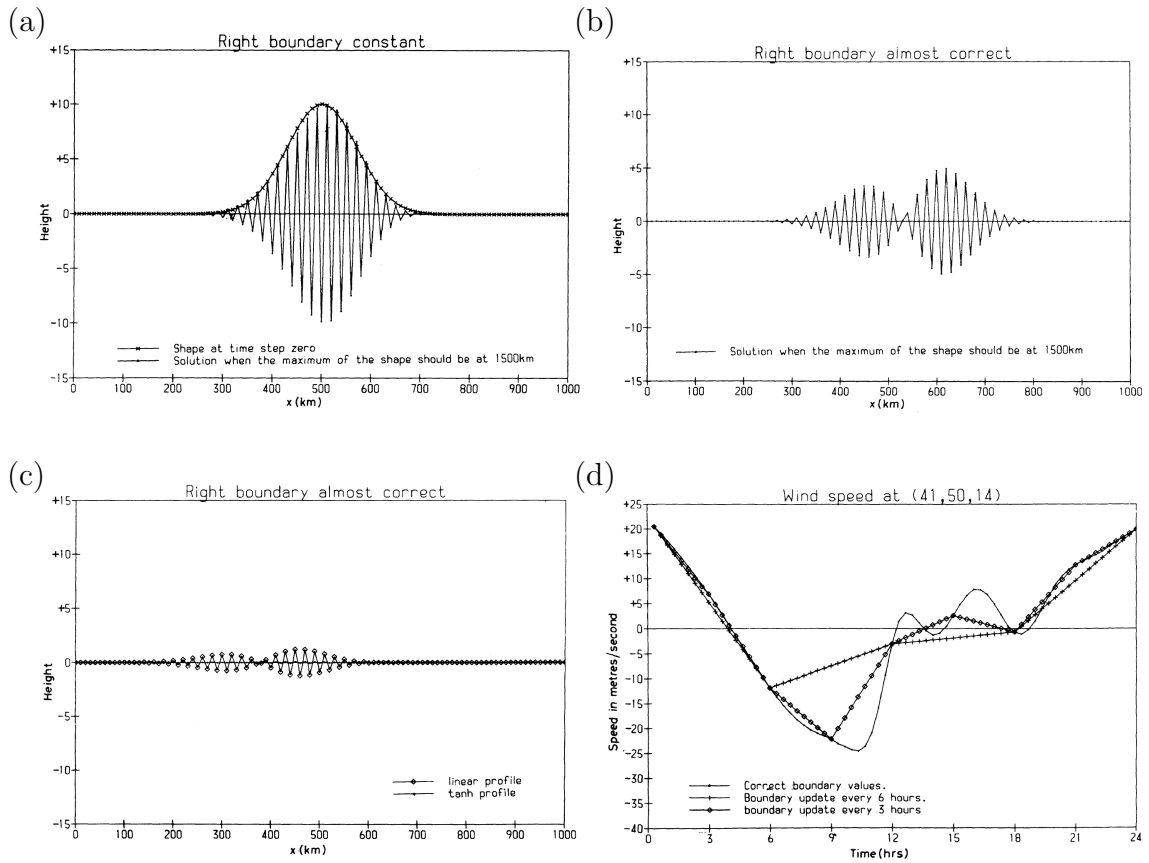 (a)
Right boundary constant
+15
+10
+5
0
-5
-10
-15
Height
Shape at time step zero
Solution when the maximum of the shape should be at 1500km
0 100 200 300 400 500 600 700 800 900 1000
x (km)
(b)
Right boundary almost correct
+15
+10
+5
0
-5
-10
-15
Height
Solution when the maximum of the shape should be at 1500km
0 100 200 300 400 500 600 700 800 900 1000
x (km)
(c)
Right boundary almost correct
+15
+10
+5
0
-5
-10
-15
Height
linear profile
tanh profile
0 100 200 300 400 500 600 700 800 900 1000
x (km)
(d)
Wind speed at (41,50,14)
+25
+20
+15
+10
+5
0
-5
-10
-15
-20
-25
-30
-35
-40
Speed in metres/second
Correct boundary values.
Boundary update every 6 hours.
boundary update every 3 hours
0 3 6 9 12 15 18 21 24
Time (hrs)